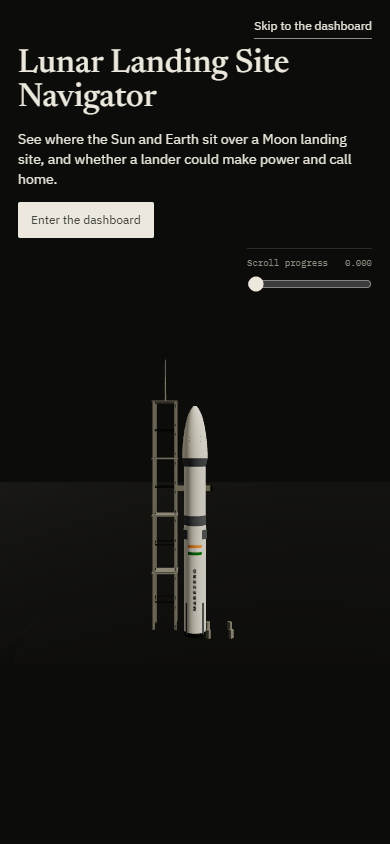 Skip to the dashboard
Lunar Landing Site
Navigator
See where the Sun and Earth sit over a Moon landing
site, and whether a lander could make power and call
home.
Enter the dashboard
Scroll progress 0.000
MAREZERO